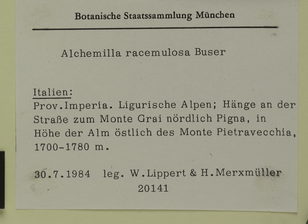 Botanische Staatssammlung München
Alchemilla racemulosa Buser
Italien:
Prov.Imperia. Ligurische Alpen; Hänge an der
Straße zum Monte Grai nördlich Pigna, in
Höhe der Alm östlich des Monte Pietravecchia,
1700-1780 m.
30.7.1984 leg. W.Lippert & H.Merxmüller
20141